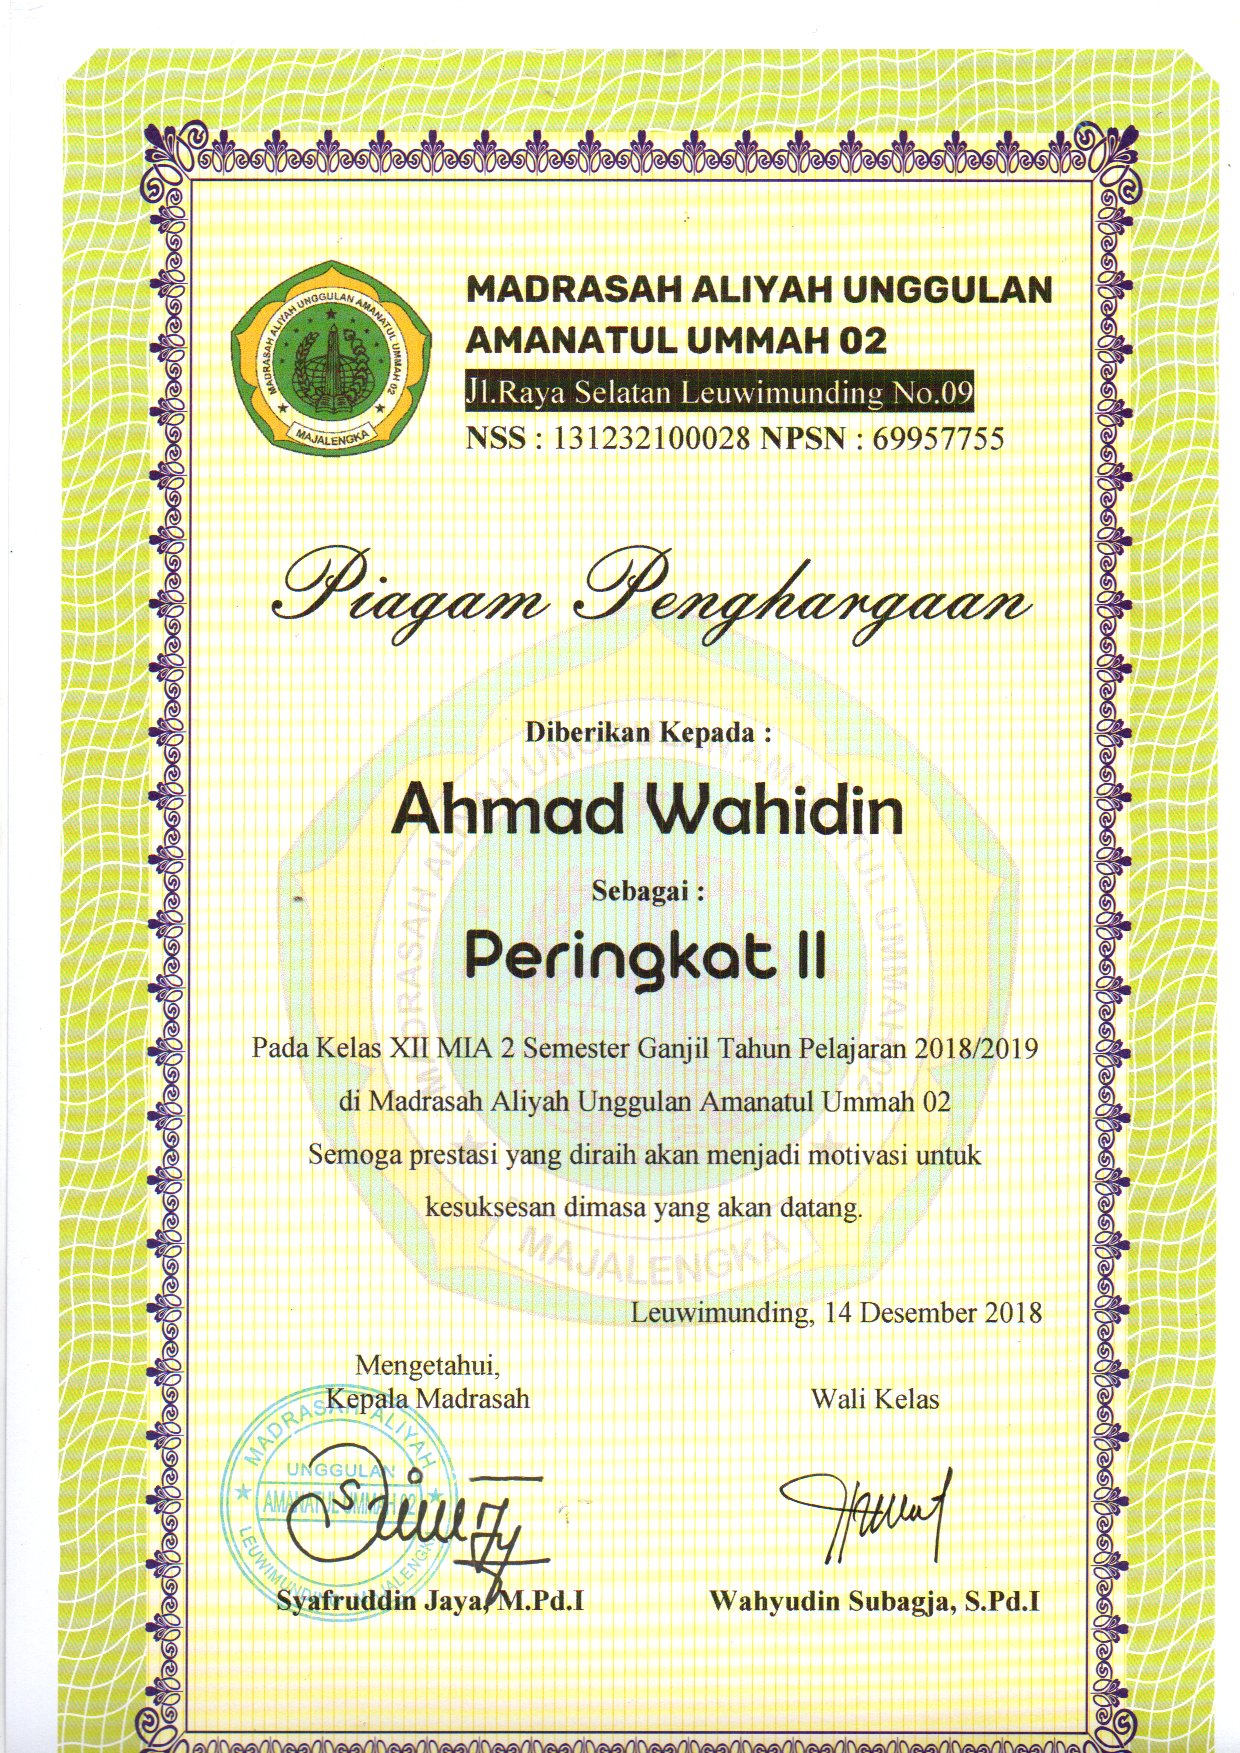 MADRASAH ALIYAH UNGGULAN AMANATUL UMMAH 02
MAJALENGKA
MADRASAH ALIYAH UNGGULAN
AMANATUL UMMAH 02
Jl.Raya Selatan Leuwimunding No.09
NSS : 131232100028 NPSN : 69957755
Piagam Penghargaan
Diberikan Kepada :
Ahmad Wahidin
Sebagai :
Peringkat II
Pada Kelas XII MIA 2 Semester Ganjil Tahun Pelajaran 2018/2019
di Madrasah Aliyah Unggulan Amanatul Ummah 02
Semoga prestasi yang diraih akan menjadi motivasi untuk
kesuksesan dimasa yang akan datang.
MAJALENGKA
Leuwimunding, 14 Desember 2018
Mengetahui,
Kepala Madrasah
Wali Kelas
MADRASAH ALIYAH
UNGGULAN
AMANATUL UMMAH 02
LEUWIMUNDING MAJALENGKA
Syafruddin Jaya, M.Pd.I
Wahyudin Subagja, S.Pd.I